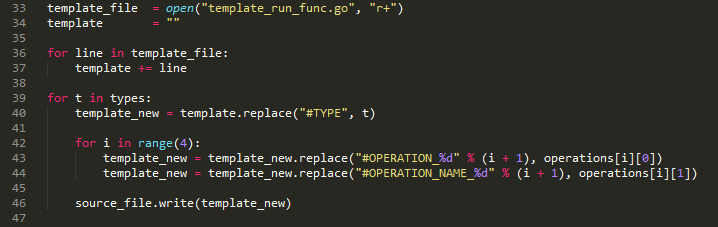 33 template_file  = open("template_run_func.go", "r+")
34 template       = ""
35
36 for line in template_file:
37     template += line
38
39 for t in types:
40     template_new = template.replace("#TYPE", t)
41
42     for i in range(4):
43         template_new = template_new.replace("#OPERATION_%d" % (i + 1), operations[i][0])
44         template_new = template_new.replace("#OPERATION_NAME_%d" % (i + 1), operations[i][1])
45
46     source_file.write(template_new)
47